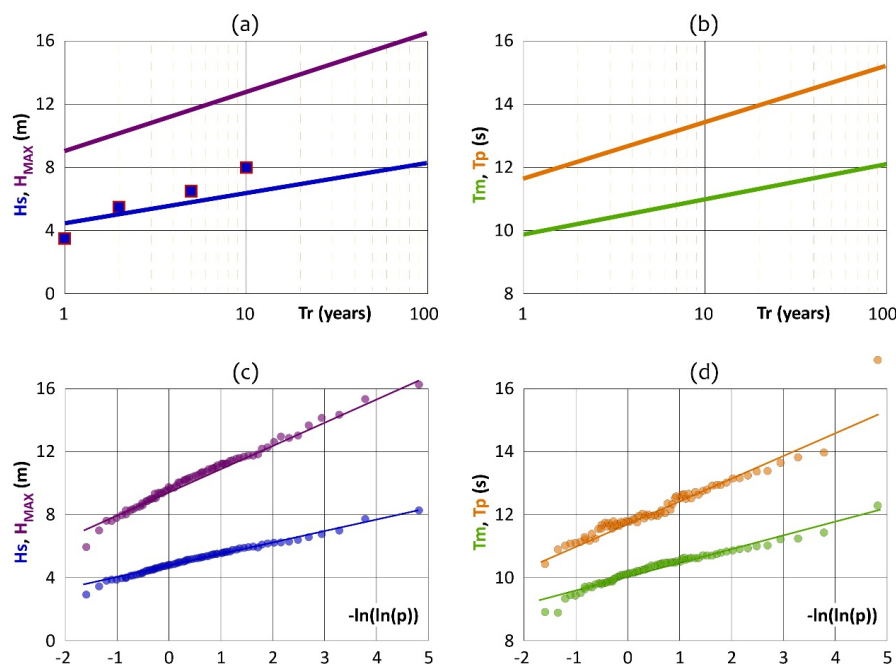 (a)
(b)
16
12
8
4
0
Hs, HMAX (m)
1
10
Tr (years)
100
16
14
12
10
8
Tm, Tp (s)
1
10
Tr (years)
100
(c)
(d)
16
12
8
4
0
Hs, HMAX (m)
-ln(ln(p))
-2 -1 0 1 2 3 4 5
16
14
12
10
8
Tm, Tp (s)
-ln(ln(p))
-2 -1 0 1 2 3 4 5